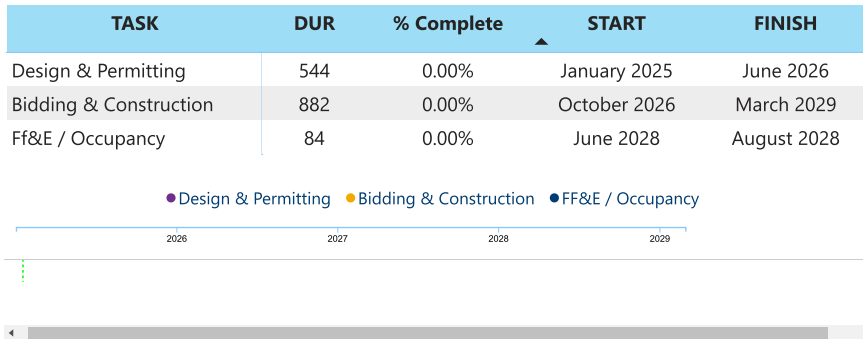 TASK DUR % Complete START FINISH
Design & Permitting 544 0.00% January 2025 June 2026
Bidding & Construction 882 0.00% October 2026 March 2029
Ff&E / Occupancy 84 0.00% June 2028 August 2028
Design & Permitting Bidding & Construction FF&E / Occupancy
2026 2027 2028 2029